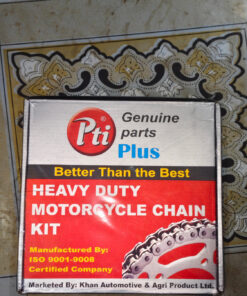 Pti
Genuine
parts
Plus
Better Than the Best
HEAVY DUTY
MOTORCYCLE CHAIN
KIT
Manufactured By:
ISO 9001-9008
Certified Company
Marketed By: Khan Automotive & Agri Product Ltd.